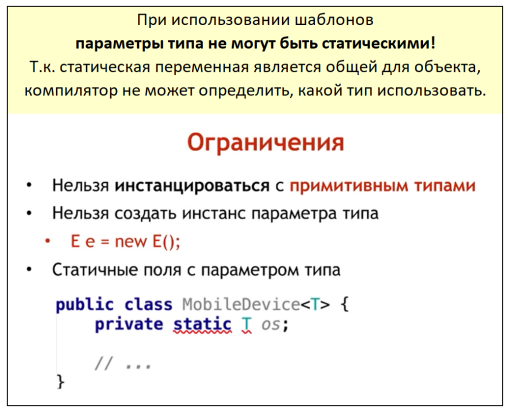 При использовании шаблонов
параметры типа не могут быть статическими!
Т.к. статическая переменная является общей для объекта,
компилятор не может определить, какой тип использовать.
Ограничения
• Нельзя инстанцироваться с примитивным типами
• Нельзя создать инстанс параметра типа
• E e = new E();
• Статичные поля с параметром типа
public class MobileDevice<T> {
private static T os;
// ...
}